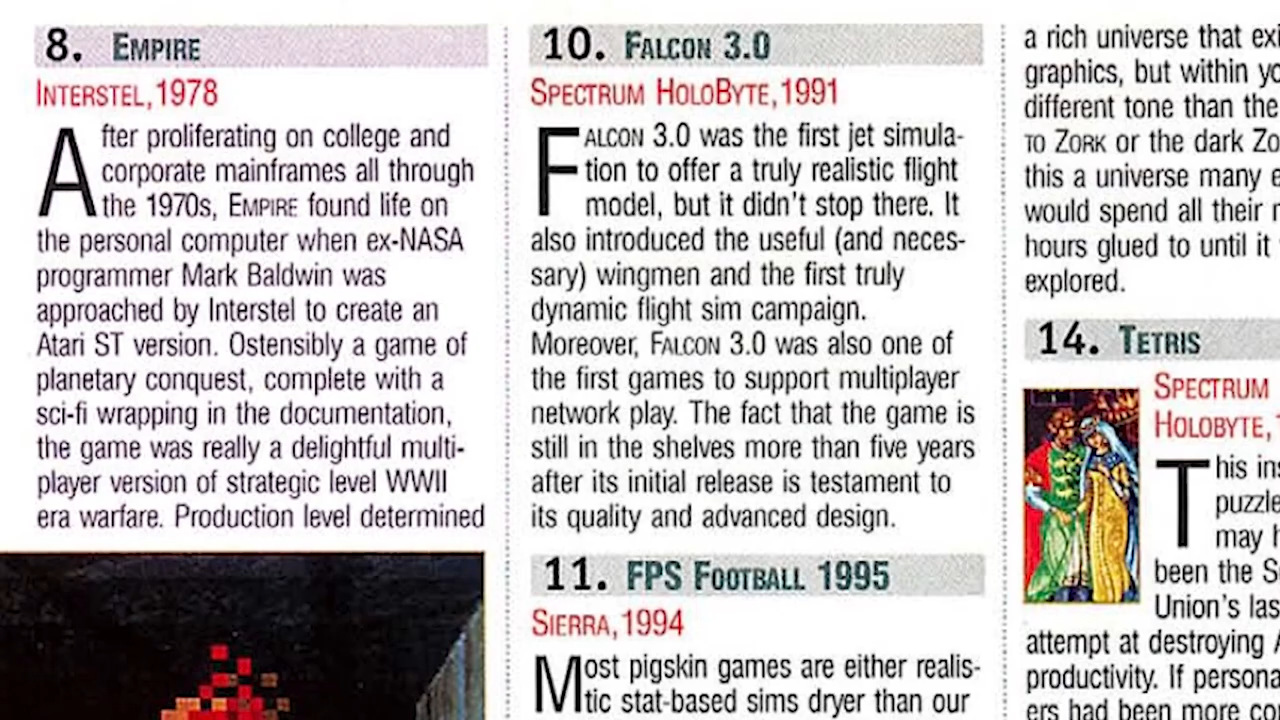 8. EMPIRE
INTERSTEL, 1978
After proliferating on college and
corporate mainframes all through
the 1970s, EMPIRE found life on
the personal computer when ex-NASA
programmer Mark Baldwin was
approached by Interstel to create an
Atari ST version. Ostensibly a game of
planetary conquest, complete with a
sci-fi wrapping in the documentation,
the game was really a delightful multi-
player version of strategic level WWII
era warfare. Production level determined
10. FALCON 3.0
SPECTRUM HOLOBYTE, 1991
FALCON 3.0 was the first jet simula-
tion to offer a truly realistic flight
model, but it didn't stop there. It
also introduced the useful (and neces-
sary) wingmen and the first truly
dynamic flight sim campaign.
Moreover, FALCON 3.0 was also one of
the first games to support multiplayer
network play. The fact that the game is
still in the shelves more than five years
after its initial release is testament to
its quality and advanced design.
11. FPS FOOTBALL 1995
SIERRA, 1994
Most pigskin games are either realis-
tic stat-based sims dryer than our
a rich universe that
graphics, but within
different tone than the
TO ZORK or the dark
this a universe many
would spend all their
hours glued to until it
explored.
14. TETRIS
SPECTRUM
HOLOBYTE,
This
puzzle
may
been the
Union's
attempt at destroying
productivity. If
ers had been more